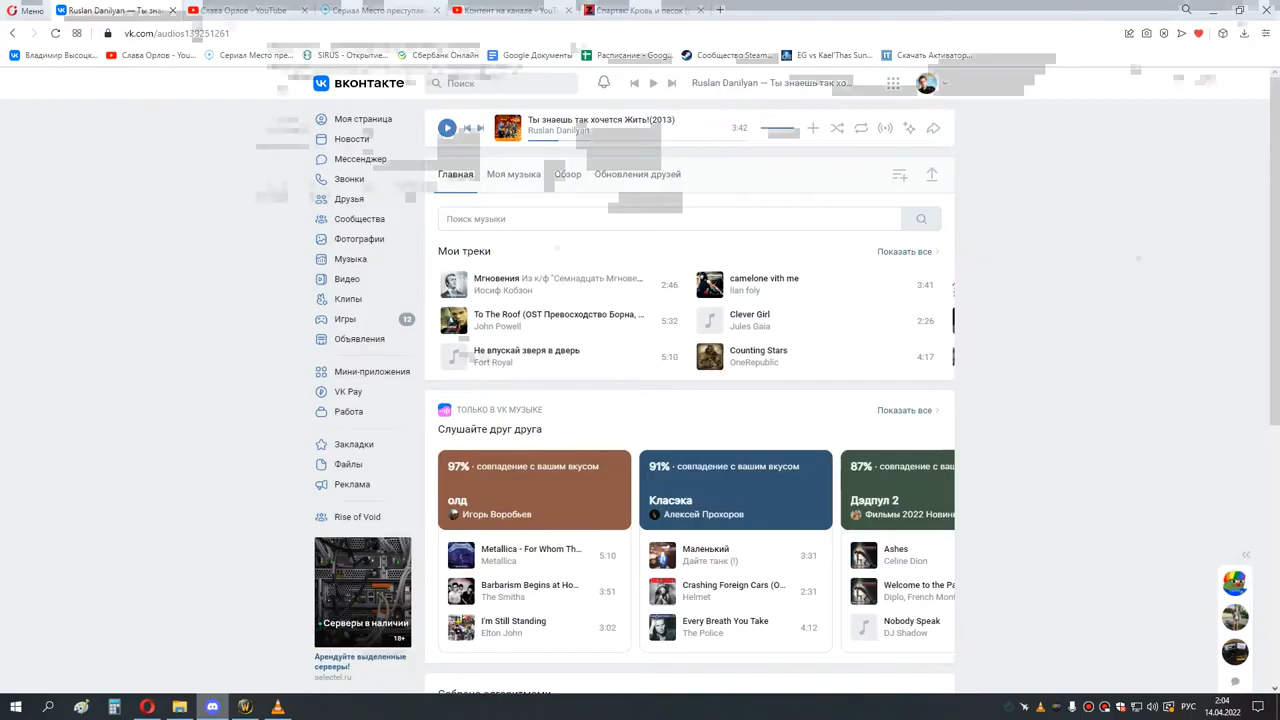 Меню
Ruslan Danilyan — Ты зна...
Слава Орлов - YouTube
Сериал Место преступле...
Контент на канале - YouT...
Спартак: Кровь и песок (
vk.com/audios139251261
Владимир Высоцк...
Слава Орлов - You...
Сериал Место пре...
SIRUS - Открытие...
Сбербанк Онлайн
Google Документы
Расписание – Goog...
Сообщество Steam...
EG vs Kael'Thas Sun...
Скачать Активатор...
вконтакте
Поиск
Ruslan Danilyan — Ты знаешь так хо...
Моя страница
Новости
Мессенджер
Звонки
Друзья
Сообщества
Фотографии
Музыка
Видео
Клипы
Игры
12
Объявления
Мини-приложения
VK Pay
Работа
Закладки
Файлы
Реклама
Rise of Void
Серверы в наличии
18+
Арендуйте выделенные
серверы!
selectel.ru
Ты знаешь так хочется Жить!(2013)
Ruslan Danilyan
3:42
Главная
Моя музыка
Обзор
Обновления друзей
Поиск музыки
Мои треки
Показать все
Мгновения Из к/ф "Семнадцать Мгнове...
Иосиф Кобзон
2:46
camelone vith me
lian foly
3:41
To The Roof (OST Превосходство Борна, ...
John Powell
5:32
Clever Girl
Jules Gaia
2:26
Не впускай зверя в дверь
Fort Royal
5:10
Counting Stars
OneRepublic
4:17
ТОЛЬКО В VK МУЗЫКЕ
Показать все
Слушайте друг друга
97% · совпадение с вашим вкусом
олд
Игорь Воробьев
91% · совпадение с вашим вкусом
Класэка
Алексей Прохоров
87% · совпадение с ваш
Дэдпул 2
Фильмы 2022 Новин
Metallica - For Whom Th...
Metallica
5:10
Маленький
Дайте танк (!)
3:31
Ashes
Celine Dion
Barbarism Begins at Ho...
The Smiths
3:51
Crashing Foreign Cars (O...
Helmet
2:31
Welcome to the Pa
Diplo, French Mont
I'm Still Standing
Elton John
3:02
Every Breath You Take
The Police
4:12
Nobody Speak
DJ Shadow
РУС
2:04
14.04.2022